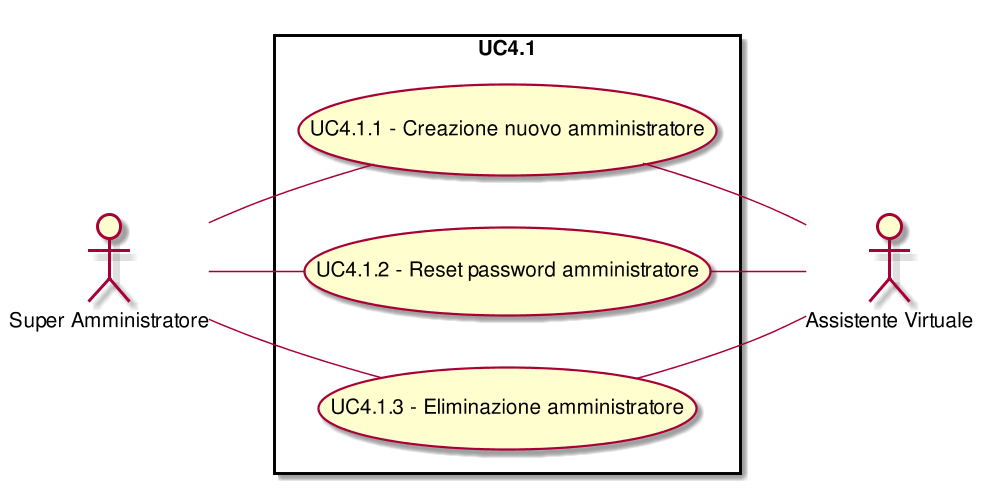 UC4.1
UC4.1.1 - Creazione nuovo amministratore
UC4.1.2 - Reset password amministratore
Super Amministratore
Assistente Virtuale
UC4.1.3 - Eliminazione amministratore